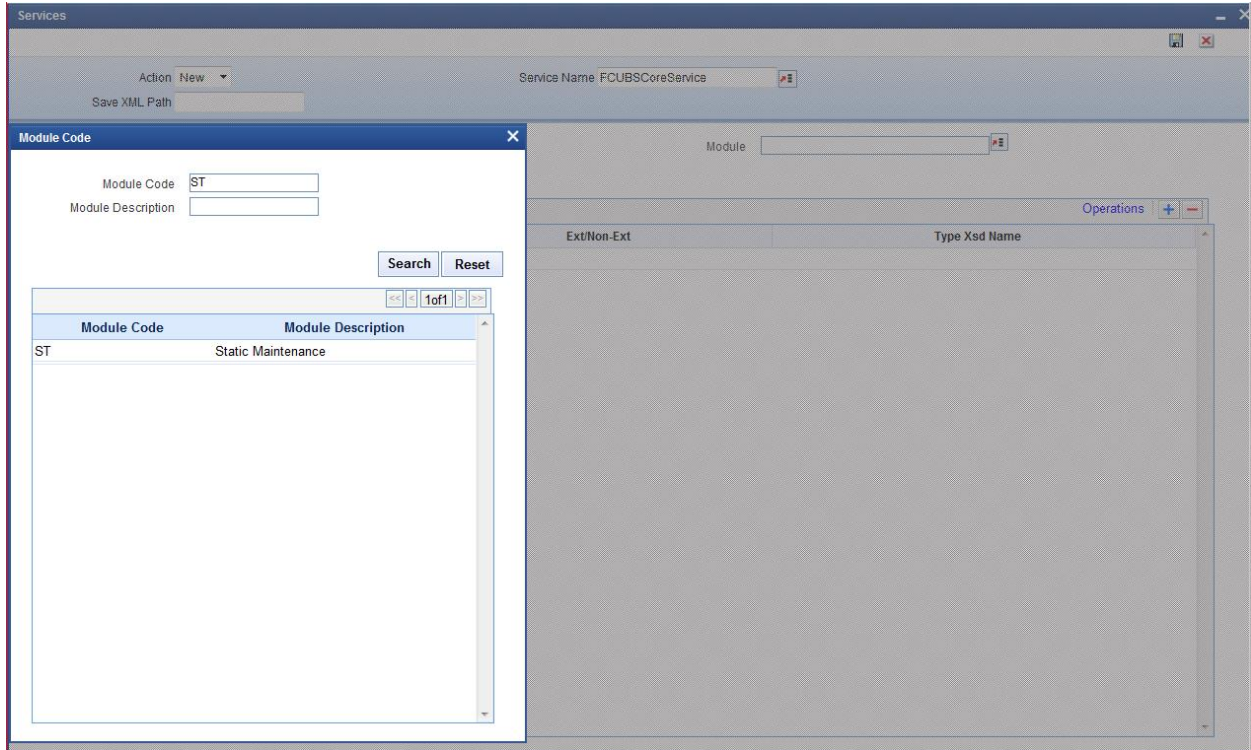 Services
Action New
Service Name FCUBSCoreService
Save XML Path
Module Code
Module
Module Code ST
Module Description
Operations
Ext/Non-Ext Type Xsd Name
Search Reset
<< < 1of1 > >>
Module Code Module Description
ST Static Maintenance